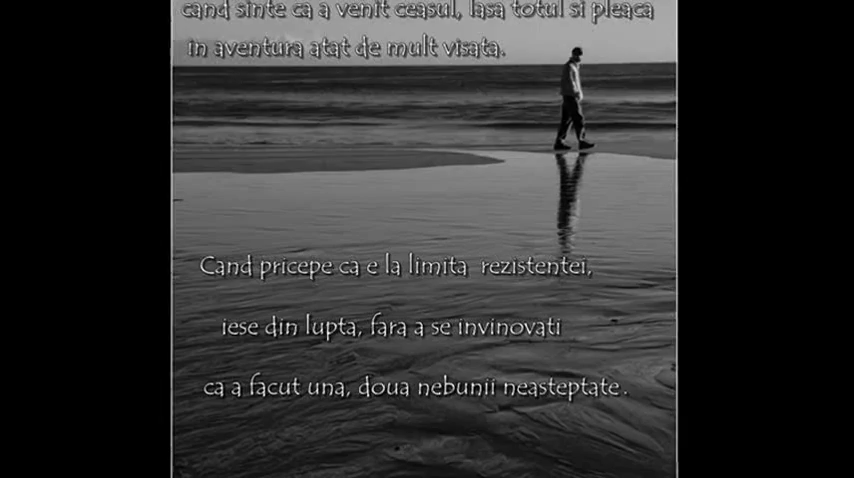 cand sinte ca a venit ceasul, lasa totul si pleaca
in aventura atat de mult visata.
Cand pricepe ca e la limita rezistentei,
iese din lupta, fara a se invinovati
ca a facut una, doua nebunii neasteptate.